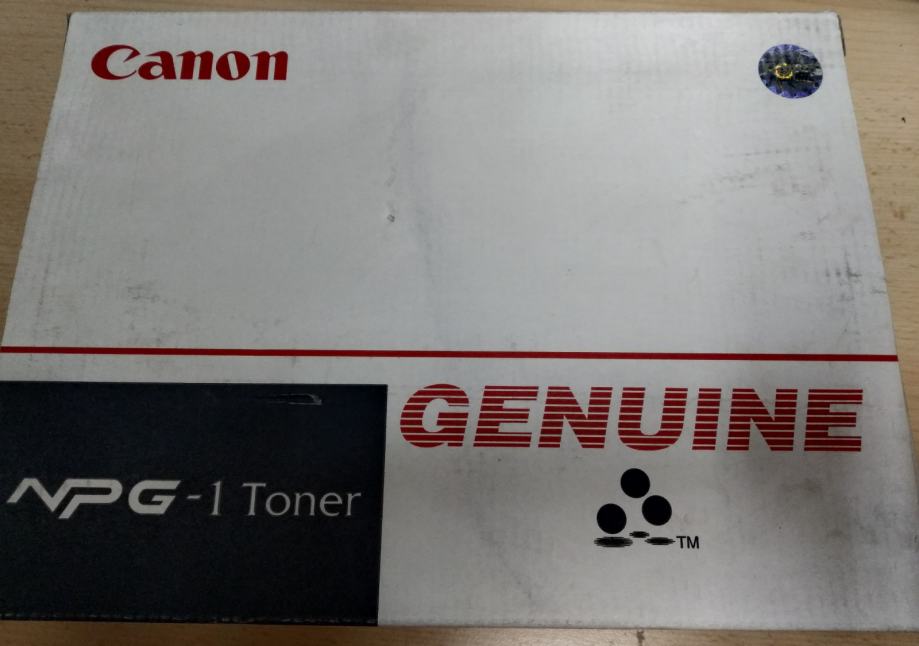 Canon
GENUINE
NPG-1 Toner
TM